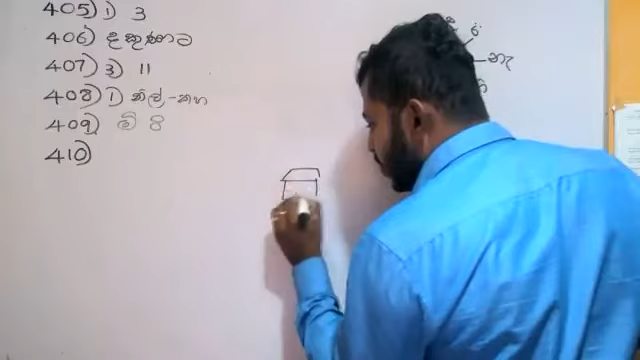 405) 1) 3
406) දකුණට
407) 3) 11
408) 1) නිල් - කහ
409) මී 8
410)
නැ